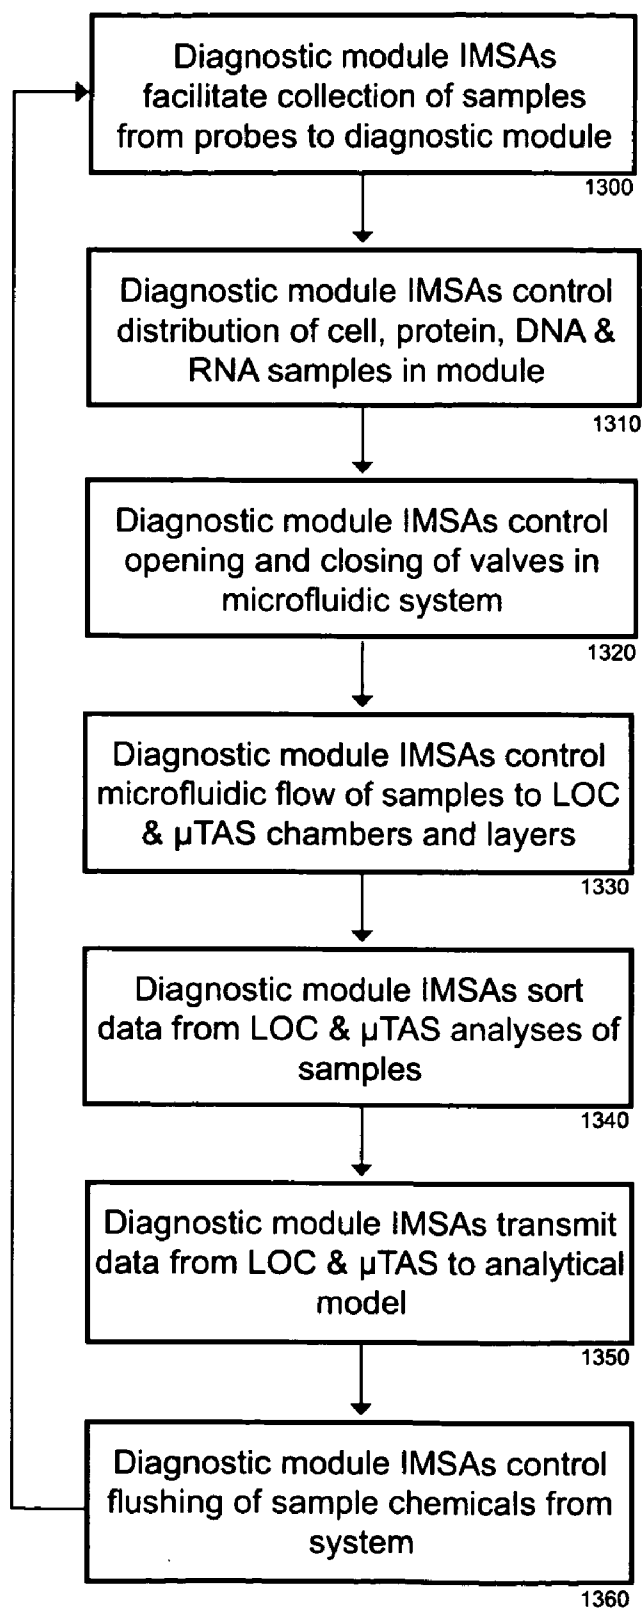 Diagnostic module IMSAs
facilitate collection of samples
from probes to diagnostic module
1300
Diagnostic module IMSAs control
distribution of cell, protein, DNA &
RNA samples in module
1310
Diagnostic module IMSAs control
opening and closing of valves in
microfluidic system
1320
Diagnostic module IMSAs control
microfluidic flow of samples to LOC
& µTAS chambers and layers
1330
Diagnostic module IMSAs sort
data from LOC & µTAS analyses of
samples
1340
Diagnostic module IMSAs transmit
data from LOC & µTAS to analytical
model
1350
Diagnostic module IMSAs control
flushing of sample chemicals from
system
1360